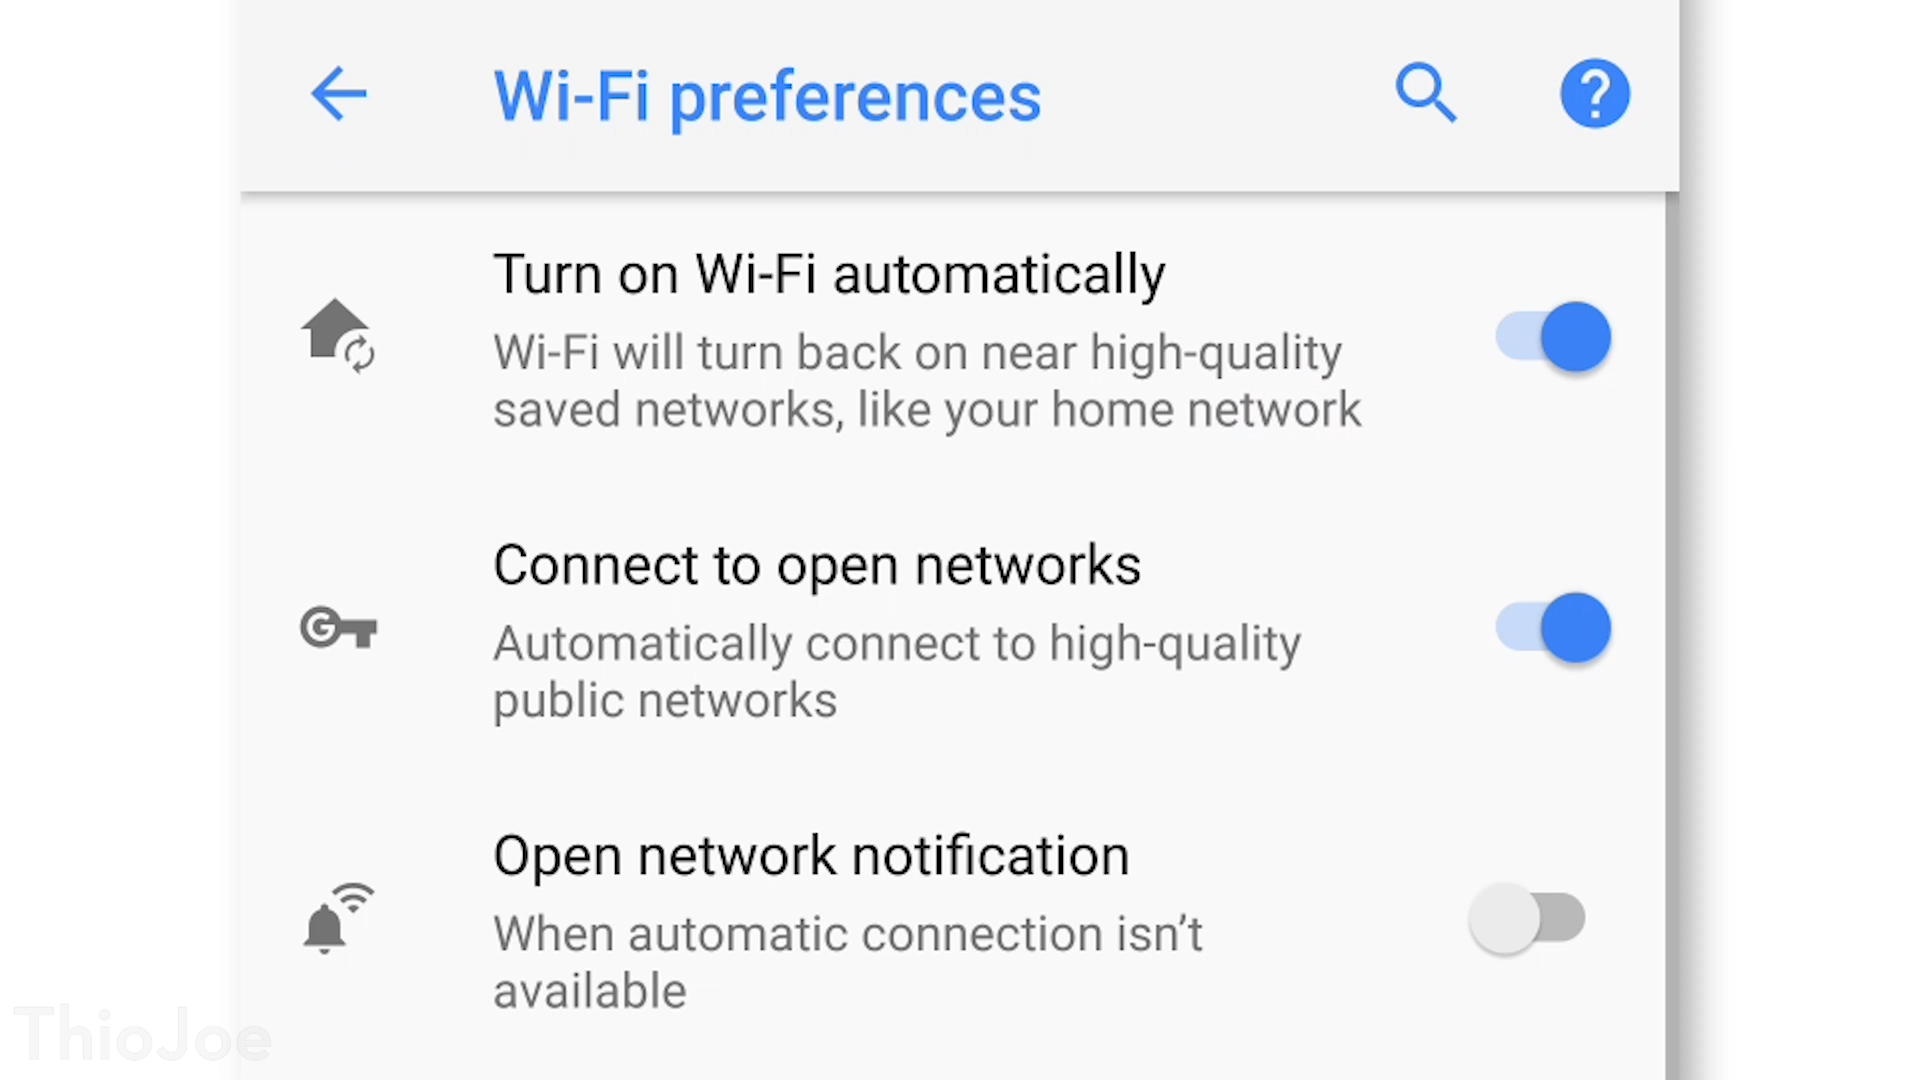 Wi-Fi preferences
Turn on Wi-Fi automatically
Wi-Fi will turn back on near high-quality
saved networks, like your home network
Connect to open networks
G
Automatically connect to high-quality
public networks
Open network notification
When automatic connection isn’t
available
ThioJoe